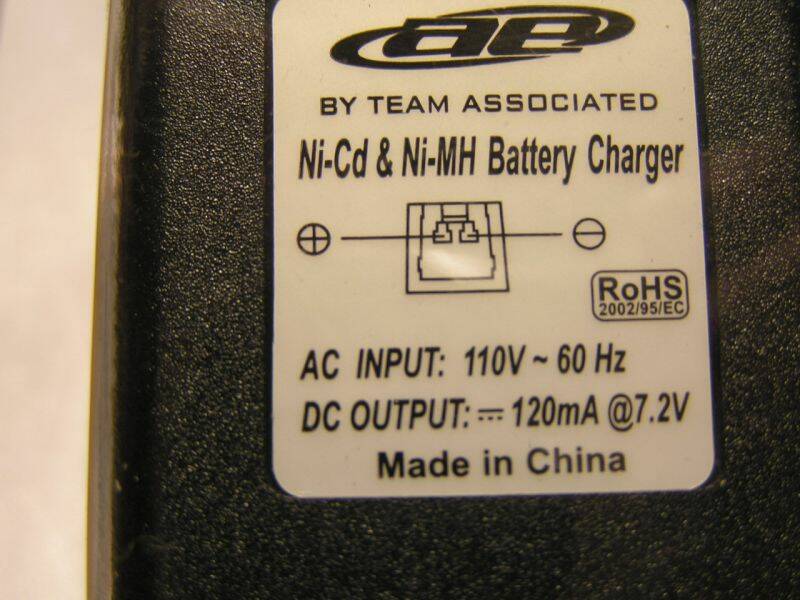 ae
BY TEAM ASSOCIATED
Ni-Cd & Ni-MH Battery Charger
RoHS
2002/95/EC
AC INPUT: 110V ~ 60 Hz
DC OUTPUT: ⎓ 120mA @7.2V
Made in China